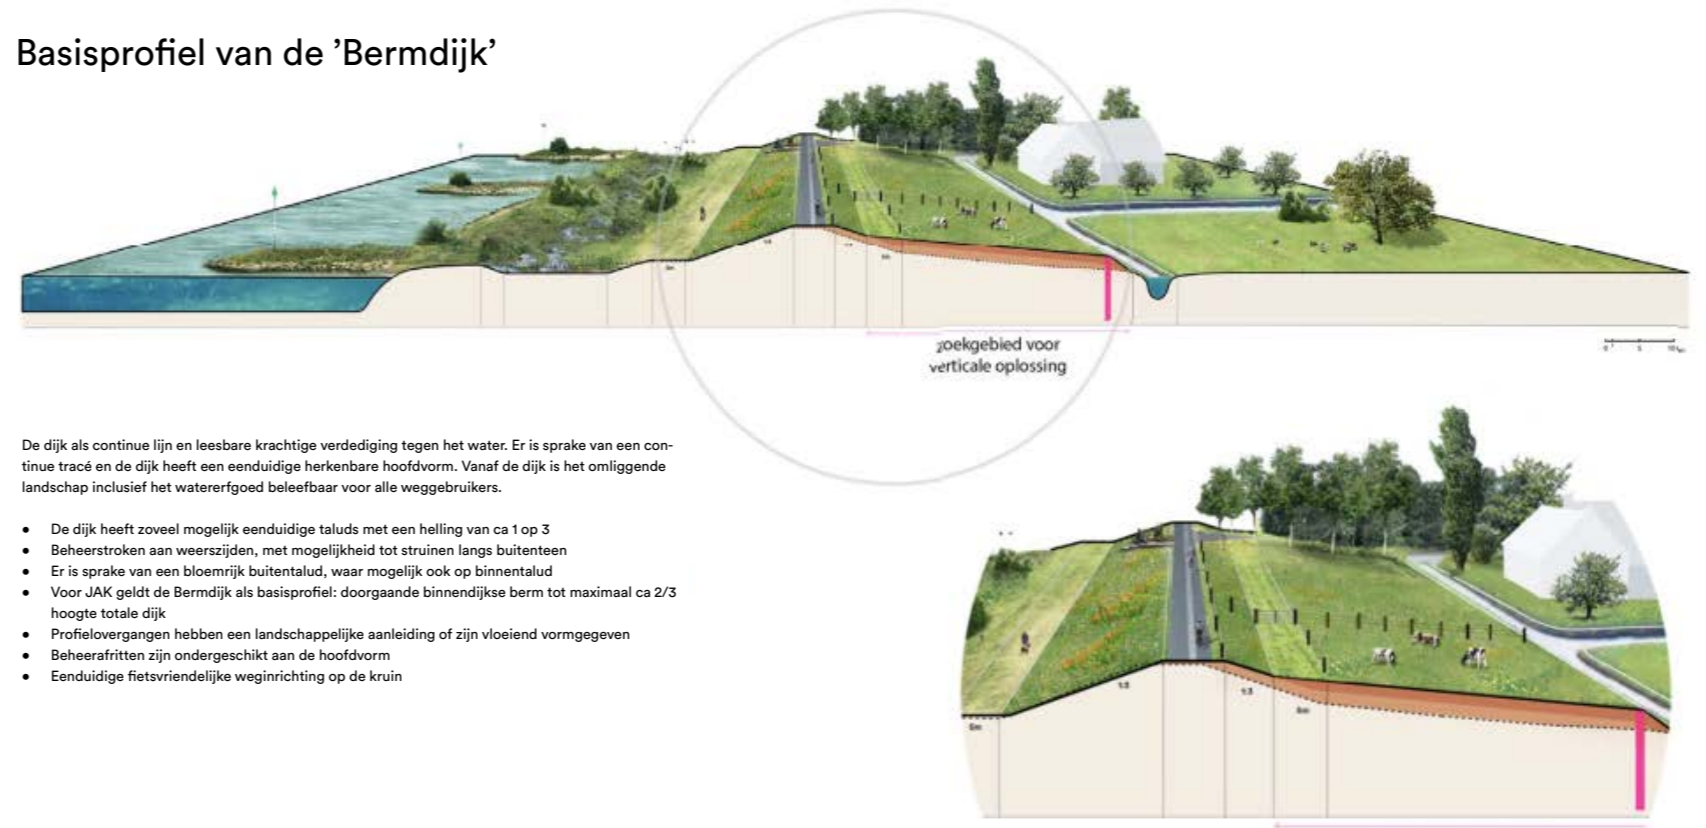 Basisprofiel van de ’Bermdijk’
zoekgebied voor
verticale oplossing
De dijk als continue lijn en leesbare krachtige verdediging tegen het water. Er is sprake van een con-
tinue tracé en de dijk heeft een eenduidige herkenbare hoofdvorm. Vanaf de dijk is het omliggende
landschap inclusief het watererfgoed beleefbaar voor alle weggebruikers.
• De dijk heeft zoveel mogelijk eenduidige taluds met een helling van ca 1 op 3
• Beheerstroken aan weerszijden, met mogelijkheid tot struinen langs buitenteen
• Er is sprake van een bloemrijk buitentalud, waar mogelijk ook op binnentalud
• Voor JAK geldt de Bermdijk als basisprofiel: doorgaande binnendijkse berm tot maximaal ca 2/3
hoogte totale dijk
• Profielovergangen hebben een landschappelijke aanleiding of zijn vloeiend vormgegeven
• Beheerafritten zijn ondergeschikt aan de hoofdvorm
• Eenduidige fietsvriendelijke weginrichting op de kruin
1:3
1:3
5m